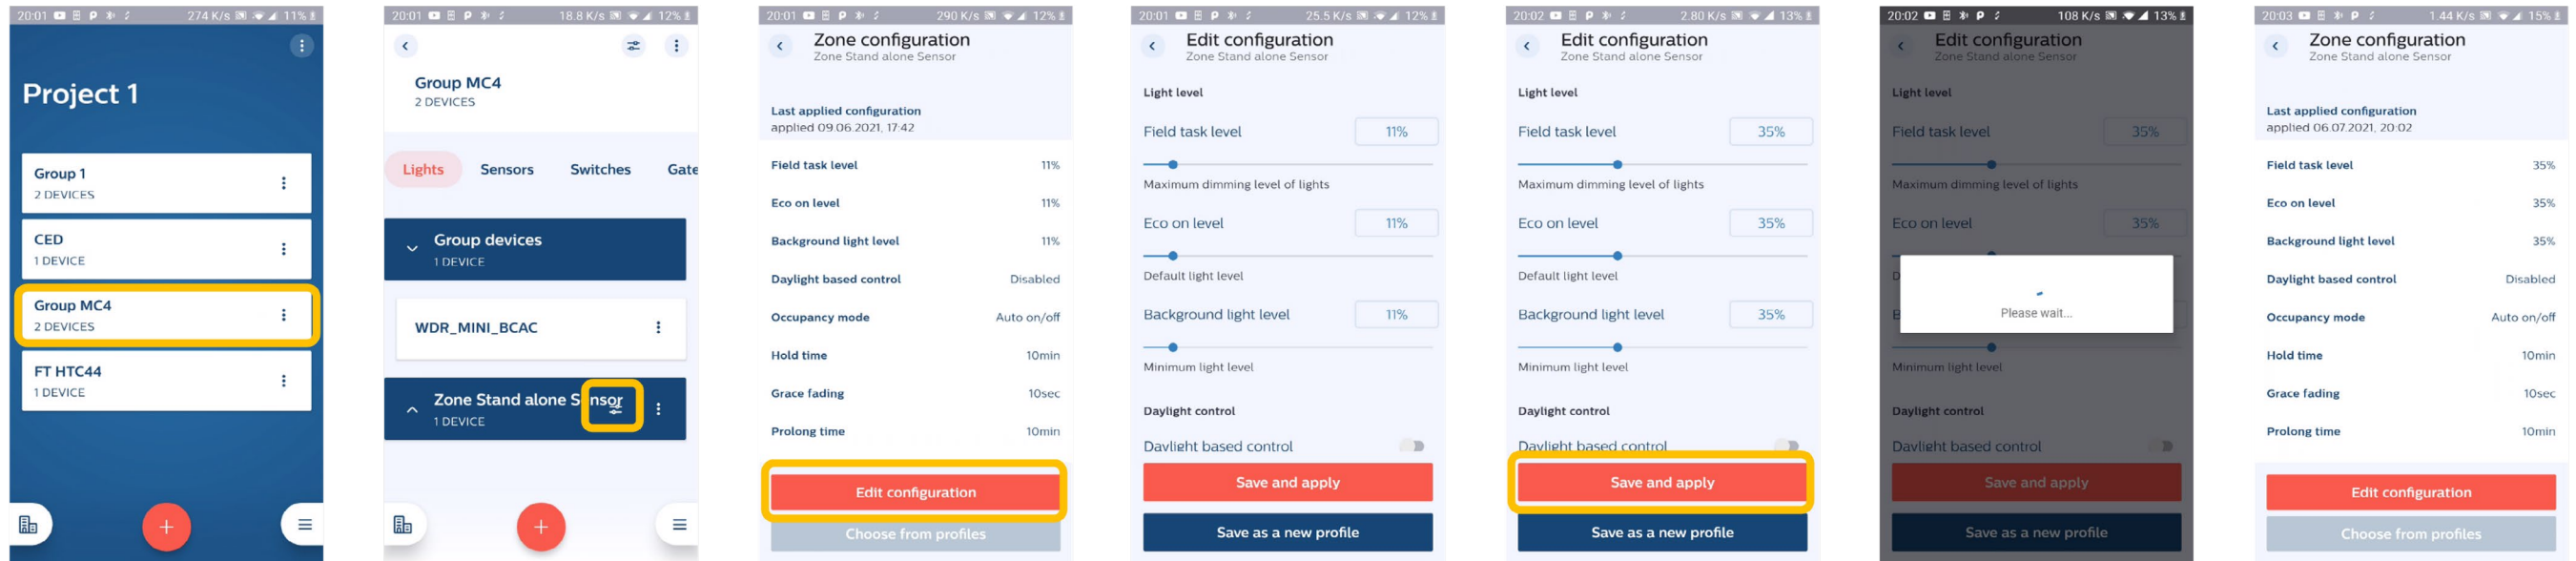 20:01 274 K/s 11%
Project 1
Group 1
2 DEVICES
CED
1 DEVICE
Group MC4
2 DEVICES
FT HTC44
1 DEVICE
20:01 18.8 K/s 12%
Group MC4
2 DEVICES
Lights Sensors Switches Gate
Group devices
1 DEVICE
WDR_MINI_BCAC
Zone Stand alone Sensor
1 DEVICE
20:01 290 K/s 12%
Zone configuration
Zone Stand alone Sensor
Last applied configuration
applied 09.06.2021, 17:42
Field task level 11%
Eco on level 11%
Background light level 11%
Daylight based control Disabled
Occupancy mode Auto on/off
Hold time 10min
Grace fading 10sec
Prolong time 10min
Edit configuration
Choose from profiles
20:01 25.5 K/s 12%
Edit configuration
Zone Stand alone Sensor
Light level
Field task level 11%
Maximum dimming level of lights
Eco on level 11%
Default light level
Background light level 11%
Minimum light level
Daylight control
Daylight based control
Save and apply
Save as a new profile
20:02 2.80 K/s 13%
Edit configuration
Zone Stand alone Sensor
Light level
Field task level 35%
Maximum dimming level of lights
Eco on level 35%
Default light level
Background light level 35%
Minimum light level
Daylight control
Daylight based control
Save and apply
Save as a new profile
20:02 108 K/s 13%
Edit configuration
Zone Stand alone Sensor
Light level
Field task level 35%
Maximum dimming level of lights
Eco on level 35%
Please wait...
Minimum light level
Daylight control
Daylight based control
Save and apply
Save as a new profile
20:03 1.44 K/s 15%
Zone configuration
Zone Stand alone Sensor
Last applied configuration
applied 06.07.2021, 20:02
Field task level 35%
Eco on level 35%
Background light level 35%
Daylight based control Disabled
Occupancy mode Auto on/off
Hold time 10min
Grace fading 10sec
Prolong time 10min
Edit configuration
Choose from profiles